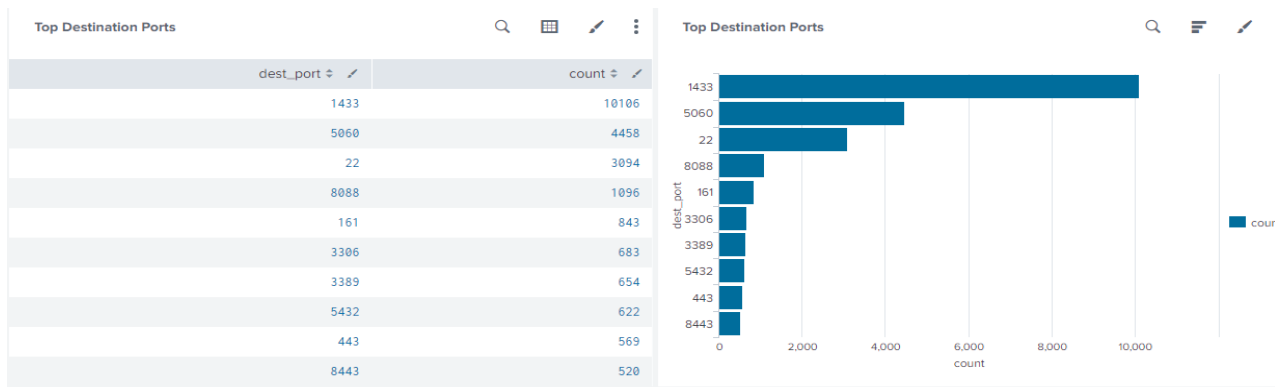 Top Destination Ports
dest_port count
1433 10106
5060 4458
22 3094
8088 1096
161 843
3306 683
3389 654
5432 622
443 569
8443 520
Top Destination Ports
1433
5060
22
8088
161
3306
3389
5432
443
8443
dest_port
0 2,000 4,000 6,000 8,000 10,000
count
cour